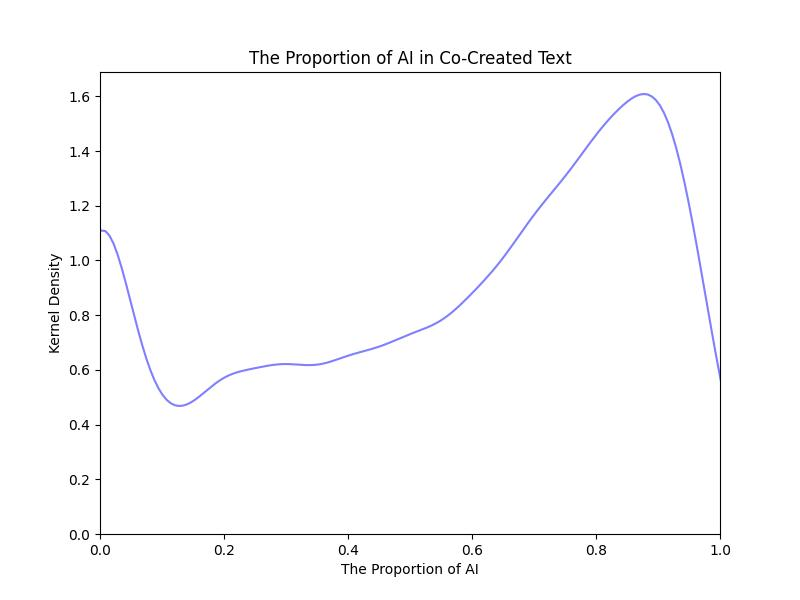 The Proportion of AI in Co-Created Text
1.6
1.4
1.2
1.0
0.8
0.6
0.4
0.2
0.0
Kernel Density
0.0 0.2 0.4 0.6 0.8 1.0
The Proportion of AI